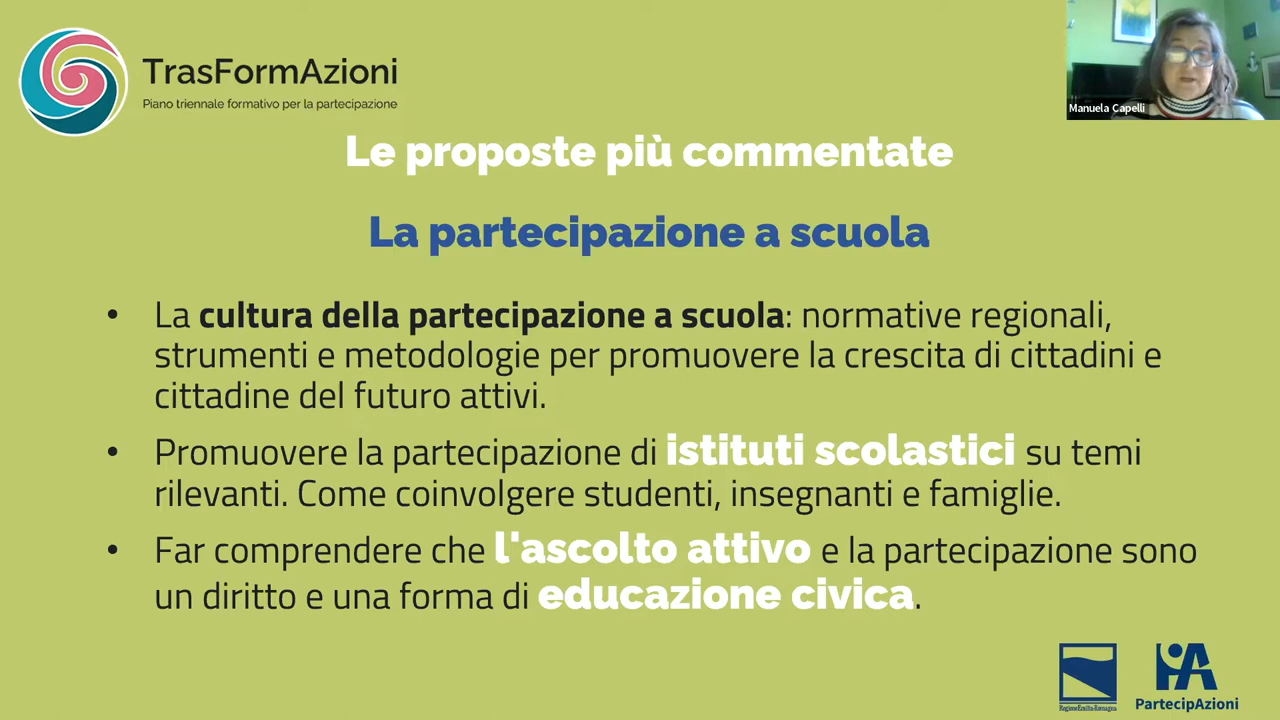 TrasFormAzioni
Piano triennale formativo per la partecipazione
Manuela Capelli
Le proposte più commentate
La partecipazione a scuola
• La cultura della partecipazione a scuola: normative regionali,
strumenti e metodologie per promuovere la crescita di cittadini e
cittadine del futuro attivi.
• Promuovere la partecipazione di istituti scolastici su temi
rilevanti. Come coinvolgere studenti, insegnanti e famiglie.
• Far comprendere che l'ascolto attivo e la partecipazione sono
un diritto e una forma di educazione civica.
RegioneEmilia-Romagna
PA
PartecipAzioni